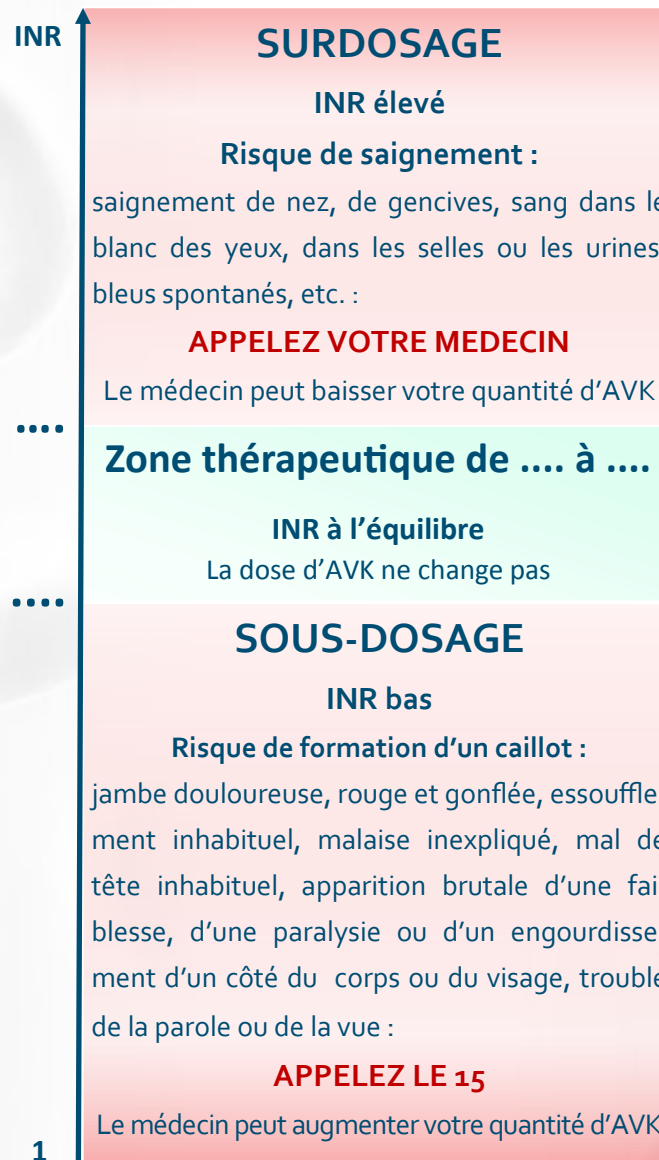 INR
SURDOSAGE
INR élevé
Risque de saignement :
saignement de nez, de gencives, sang dans le
blanc des yeux, dans les selles ou les urines
bleus spontanés, etc. :
APPELEZ VOTRE MEDECIN
Le médecin peut baisser votre quantité d'AVK
....
Zone thérapeutique de .... à ....
INR à l'équilibre
La dose d'AVK ne change pas
....
SOUS-DOSAGE
INR bas
Risque de formation d'un caillot :
jambe douloureuse, rouge et gonflée, essouffle
ment inhabituel, malaise inexpliqué, mal de
tête inhabituel, apparition brutale d'une fai
blesse, d'une paralysie ou d'un engourdisse
ment d'un côté du corps ou du visage, trouble
de la parole ou de la vue :
APPELEZ LE 15
Le médecin peut augmenter votre quantité d'AVK
1